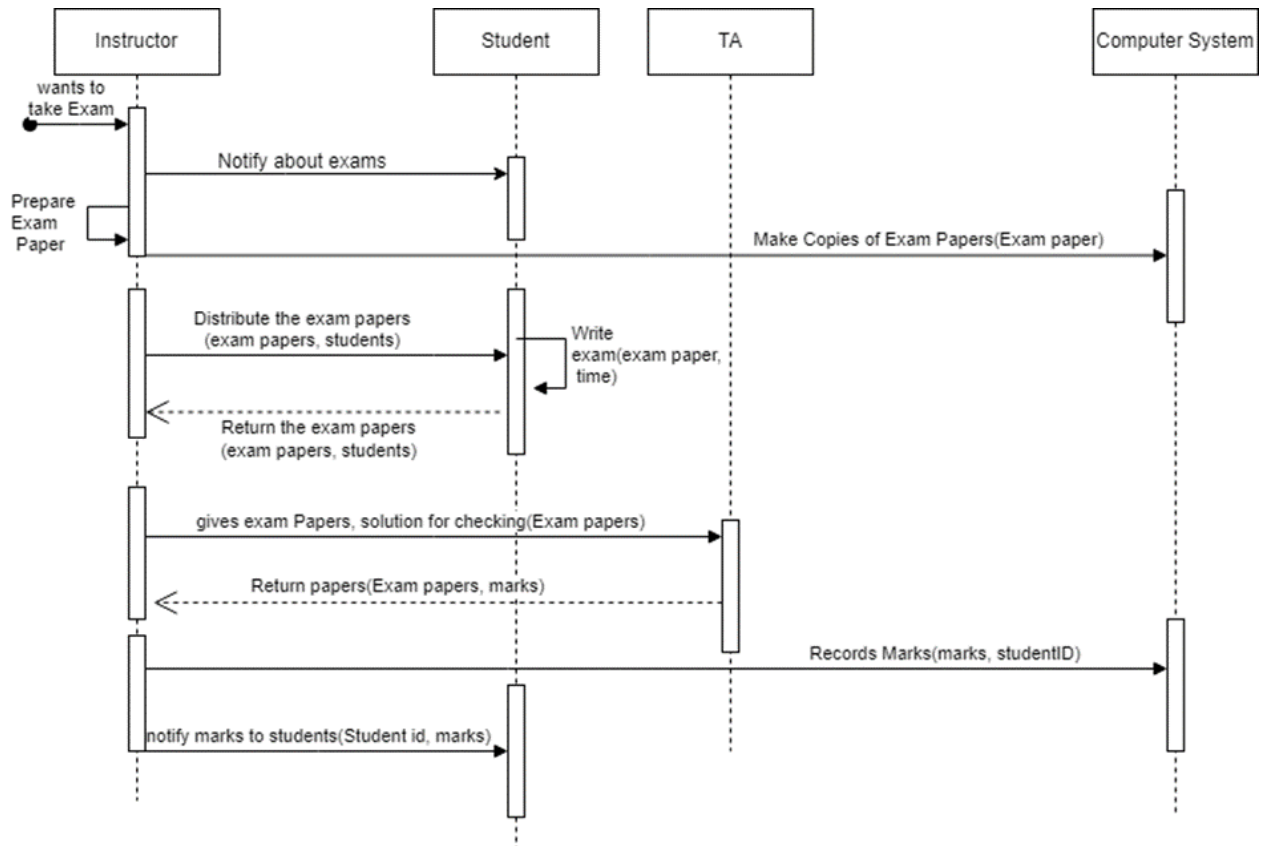 Instructor
Student
TA
Computer System
wants to
take Exam
Notify about exams
Prepare
Exam
Paper
Make Copies of Exam Papers(Exam paper)
Distribute the exam papers
(exam papers, students)
Write
exam(exam paper,
time)
Return the exam papers
(exam papers, students)
gives exam Papers, solution for checking(Exam papers)
Return papers(Exam papers, marks)
Records Marks(marks, studentID)
notify marks to students(Student id, marks)